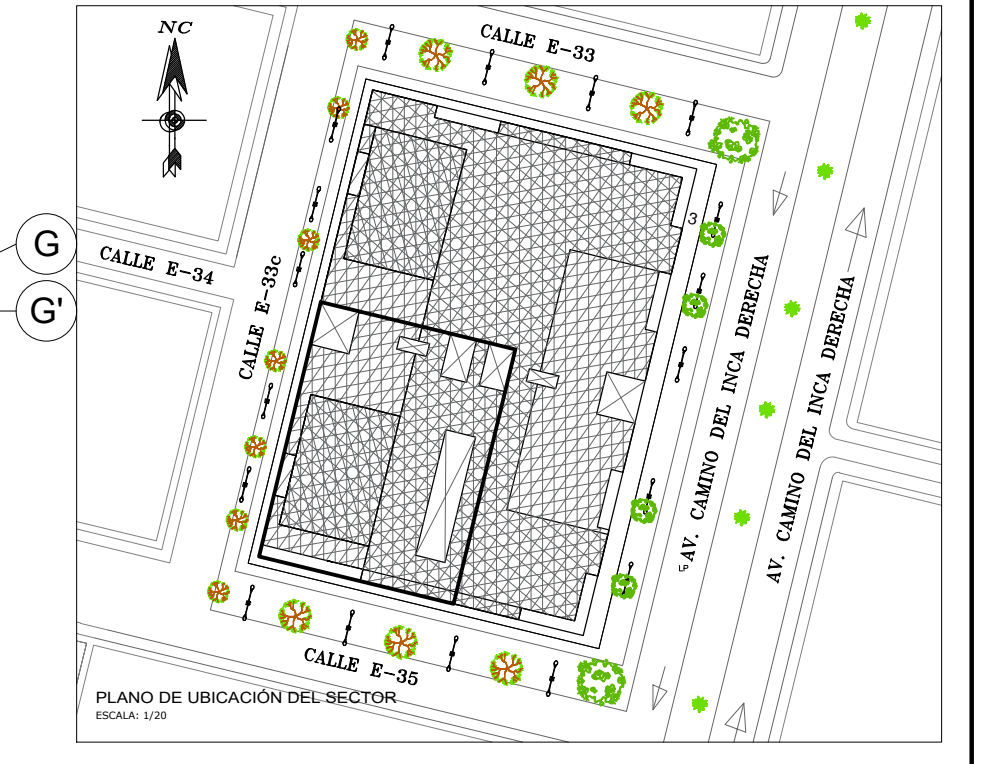 NC
CALLE E-33
G
CALLE E-34
G'
CALLE E-33c
3
AV. CAMINO DEL INCA DERECHA
AV. CAMINO DEL INCA DERECHA
LP
CALLE E-35
PLANO DE UBICACIÓN DEL SECTOR
ESCALA: 1/20